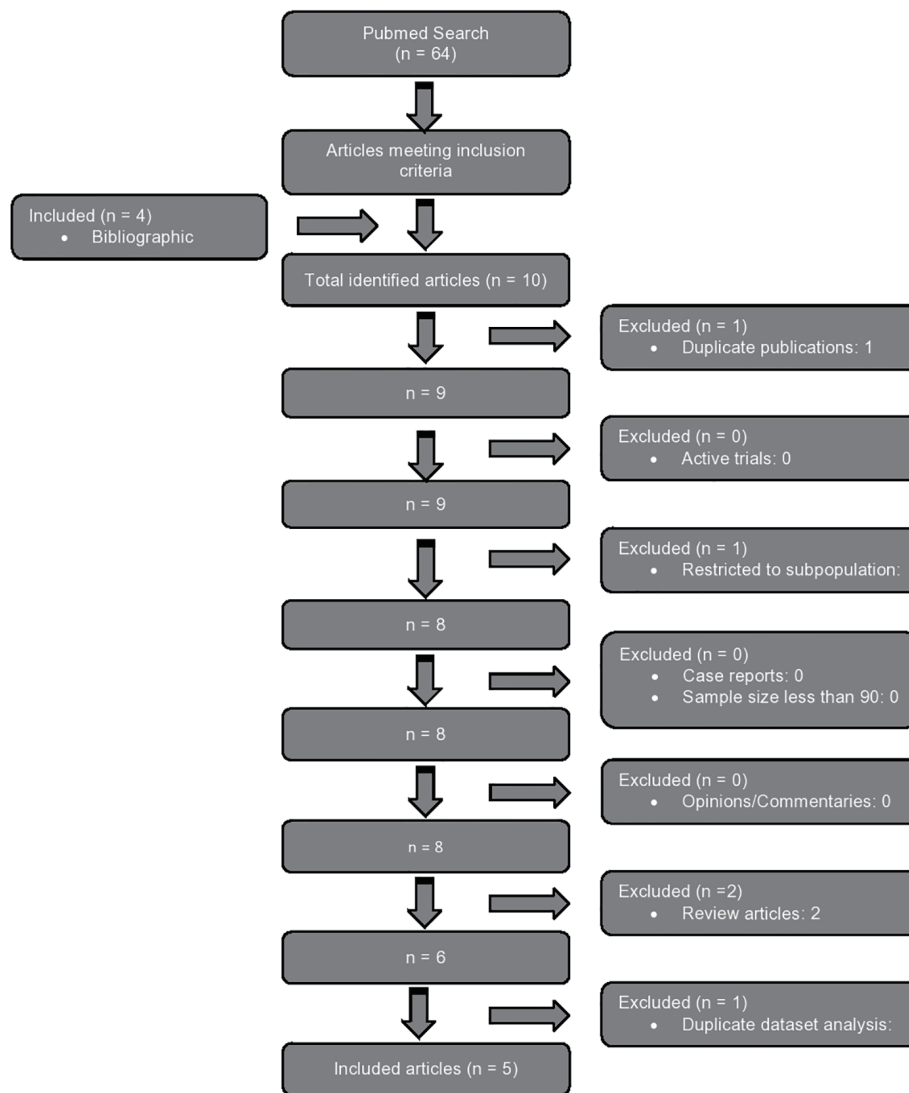 Pubmed Search
(n = 64)
Articles meeting inclusion
criteria
Included (n = 4)
• Bibliographic
Total identified articles (n = 10)
Excluded (n = 1)
• Duplicate publications: 1
n = 9
Excluded (n = 0)
• Active trials: 0
n = 9
Excluded (n = 1)
• Restricted to subpopulation:
n = 8
Excluded (n = 0)
• Case reports: 0
• Sample size less than 90: 0
n = 8
Excluded (n = 0)
• Opinions/Commentaries: 0
n = 8
Excluded (n =2)
• Review articles: 2
n = 6
Excluded (n = 1)
• Duplicate dataset analysis:
Included articles (n = 5)